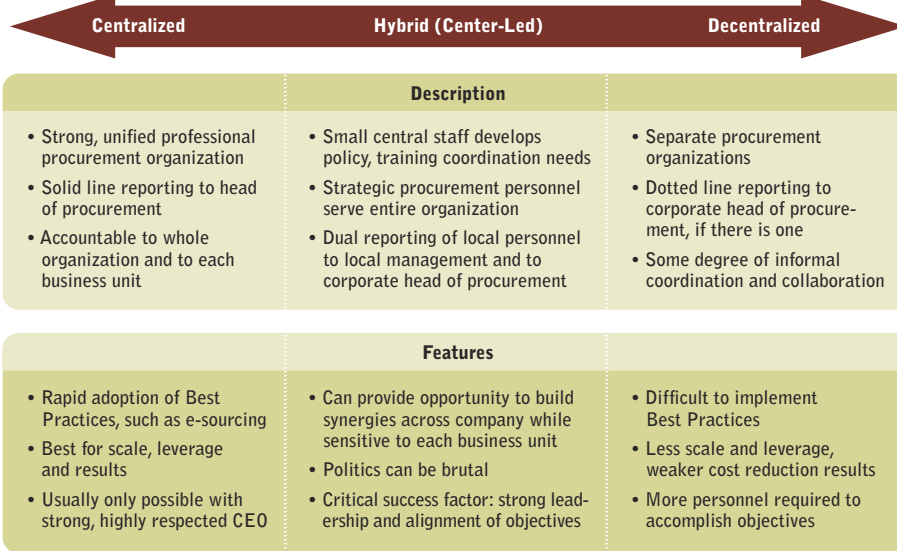 Centralized
Hybrid (Center-Led)
Decentralized
Description
• Strong, unified professional
procurement organization
• Solid line reporting to head
of procurement
• Accountable to whole
organization and to each
business unit
• Small central staff develops
policy, training coordination needs
• Strategic procurement personnel
serve entire organization
• Dual reporting of local personnel
to local management and to
corporate head of procurement
• Separate procurement
organizations
• Dotted line reporting to
corporate head of procure-
ment, if there is one
• Some degree of informal
coordination and collaboration
Features
• Rapid adoption of Best
Practices, such as e-sourcing
• Best for scale, leverage
and results
• Usually only possible with
strong, highly respected CEO
• Can provide opportunity to build
synergies across company while
sensitive to each business unit
• Politics can be brutal
• Critical success factor: strong lead-
ership and alignment of objectives
• Difficult to implement
Best Practices
• Less scale and leverage,
weaker cost reduction results
• More personnel required to
accomplish objectives